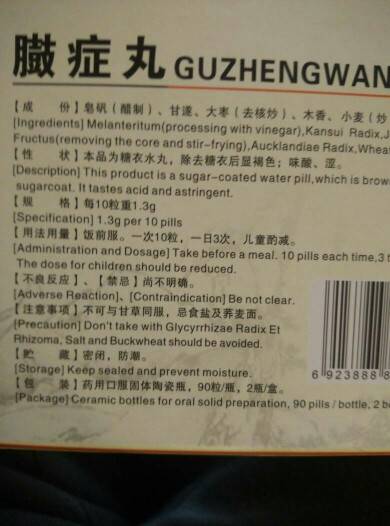 臌症丸 GUZHENGWAN
【成 份】皂矾（醋制）、甘遂、大枣（去核炒）、木香、小麦（炒
[Ingredients] Melanteritum(processing with vinegar),Kansui Radix,J
Fructus(removing the core and stir-frying),Aucklandiae Radix,Whea
【性 状】本品为糖衣水丸，除去糖衣后显褐色；味酸、涩。
[Description] This product is a sugar-coated water pill,which is brow
sugarcoat. It tastes acid and astringent.
【规 格】每10粒重1.3g
[Specification] 1.3g per 10 pills
【用法用量】饭前服。一次10粒，一日3次，儿童酌减。
[Administration and Dosage] Take before a meal. 10 pills each time,3 t
The dose for children should be reduced.
【不良反应】、【禁忌】尚不明确。
[Adverse Reaction]、[Contraindication] Be not clear.
【注意事项】不可与甘草同服，忌食盐及荞麦面。
[Precaution] Don't take with Glycyrrhizae Radix Et
Rhizoma, Salt and Buckwheat should be avoided.
【贮 藏】密闭，防潮。
[Storage] Keep sealed and prevent moisture.
【包 装】药用口服固体陶瓷瓶，90粒/瓶，2瓶/盒。
[Package] Ceramic bottles for oral solid preparation, 90 pills / bottle, 2 b
6 923888 8